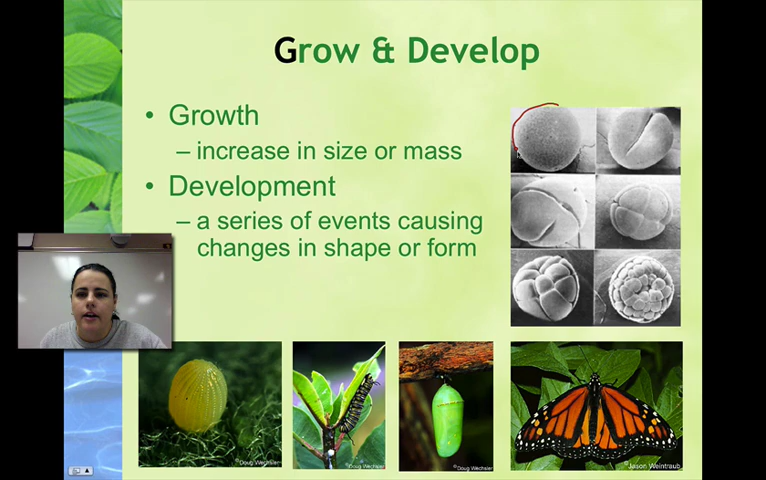 Grow & Develop
• Growth
– increase in size or mass
• Development
– a series of events causing
changes in shape or form
©Doug Wechsler
©Doug Wechsler
©Doug Wechsler
©Jason Weintraub